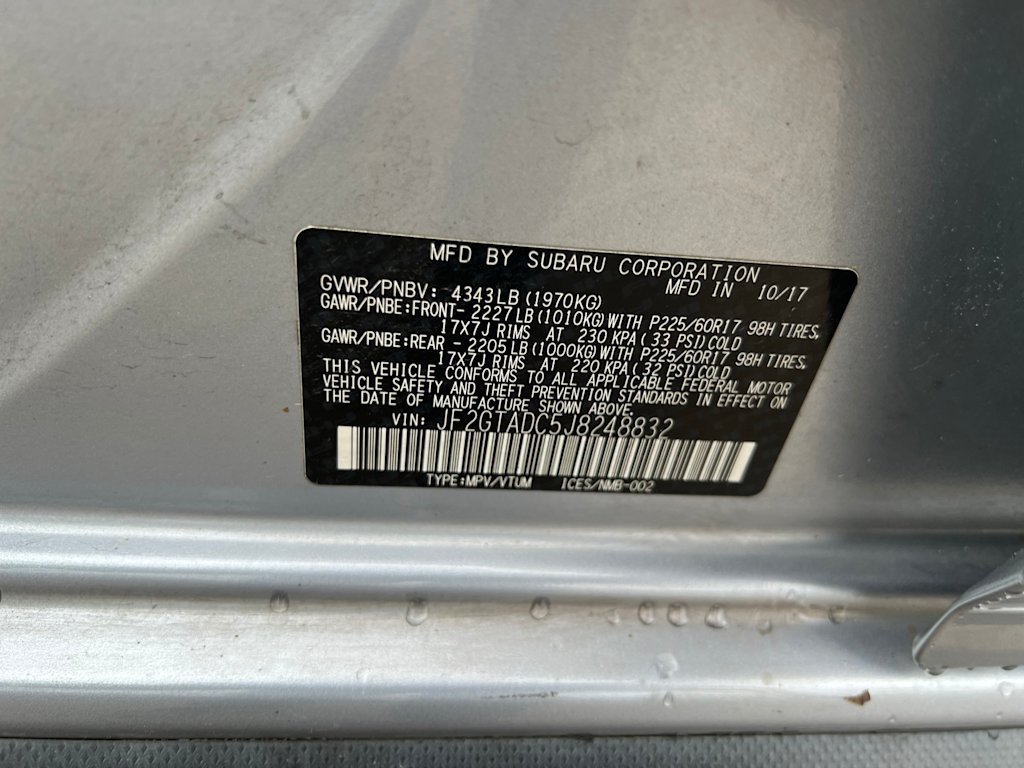 MFD BY SUBARU CORPORATION
MFD IN 10/17
GVWR/PNBV: 4343LB (1970KG)
GAWR/PNBE:FRONT- 2227LB(1010KG)WITH P225/60R17 98H TIRES,
17X7J RIMS AT 230 KPA ( 33 PSI)COLD
GAWR/PNBE:REAR - 2205LB(1000KG)WITH P225/60R17 98H TIRES,
17X7J RIMS AT 220 KPA ( 32 PSI)COLD
THIS VEHICLE CONFORMS TO ALL APPLICABLE FEDERAL MOTOR
VEHICLE SAFETY AND THEFT PREVENTION STANDARDS IN EFFECT ON
THE DATE OF MANUFACTURE SHOWN ABOVE.
VIN: JF2GTADC5J8248832
TYPE:MPV/VTUM ICES/NMB-002